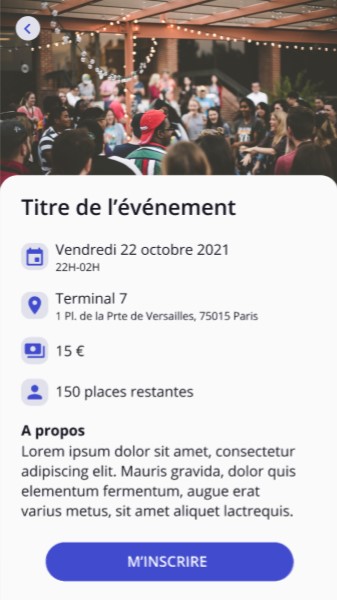 Titre de l'événement
Vendredi 22 octobre 2021
22H-02H
Terminal 7
1 Pl. de la Prte de Versailles, 75015 Paris
15 €
150 places restantes
A propos
Lorem ipsum dolor sit amet, consectetur
adipiscing elit. Mauris gravida, dolor quis
elementum fermentum, augue erat
varius metus, sit amet aliquet lactrequis.
M'INSCRIRE